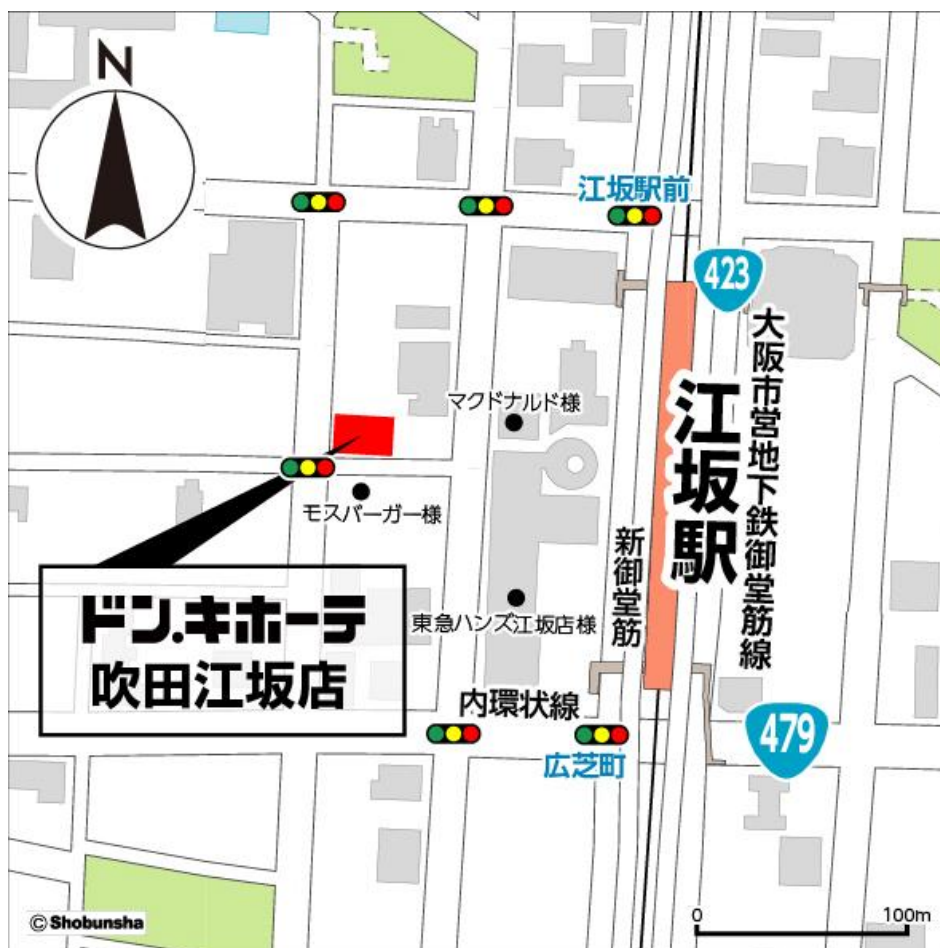 N
江坂駅前
423
大阪市営地下鉄御堂筋線
江坂駅
マクドナルド様
モスバーガー様
新御堂筋
ドン.キホーテ
吹田江坂店
東急ハンズ江坂店様
内環状線
479
広芝町
© Shobunsha
0 100m